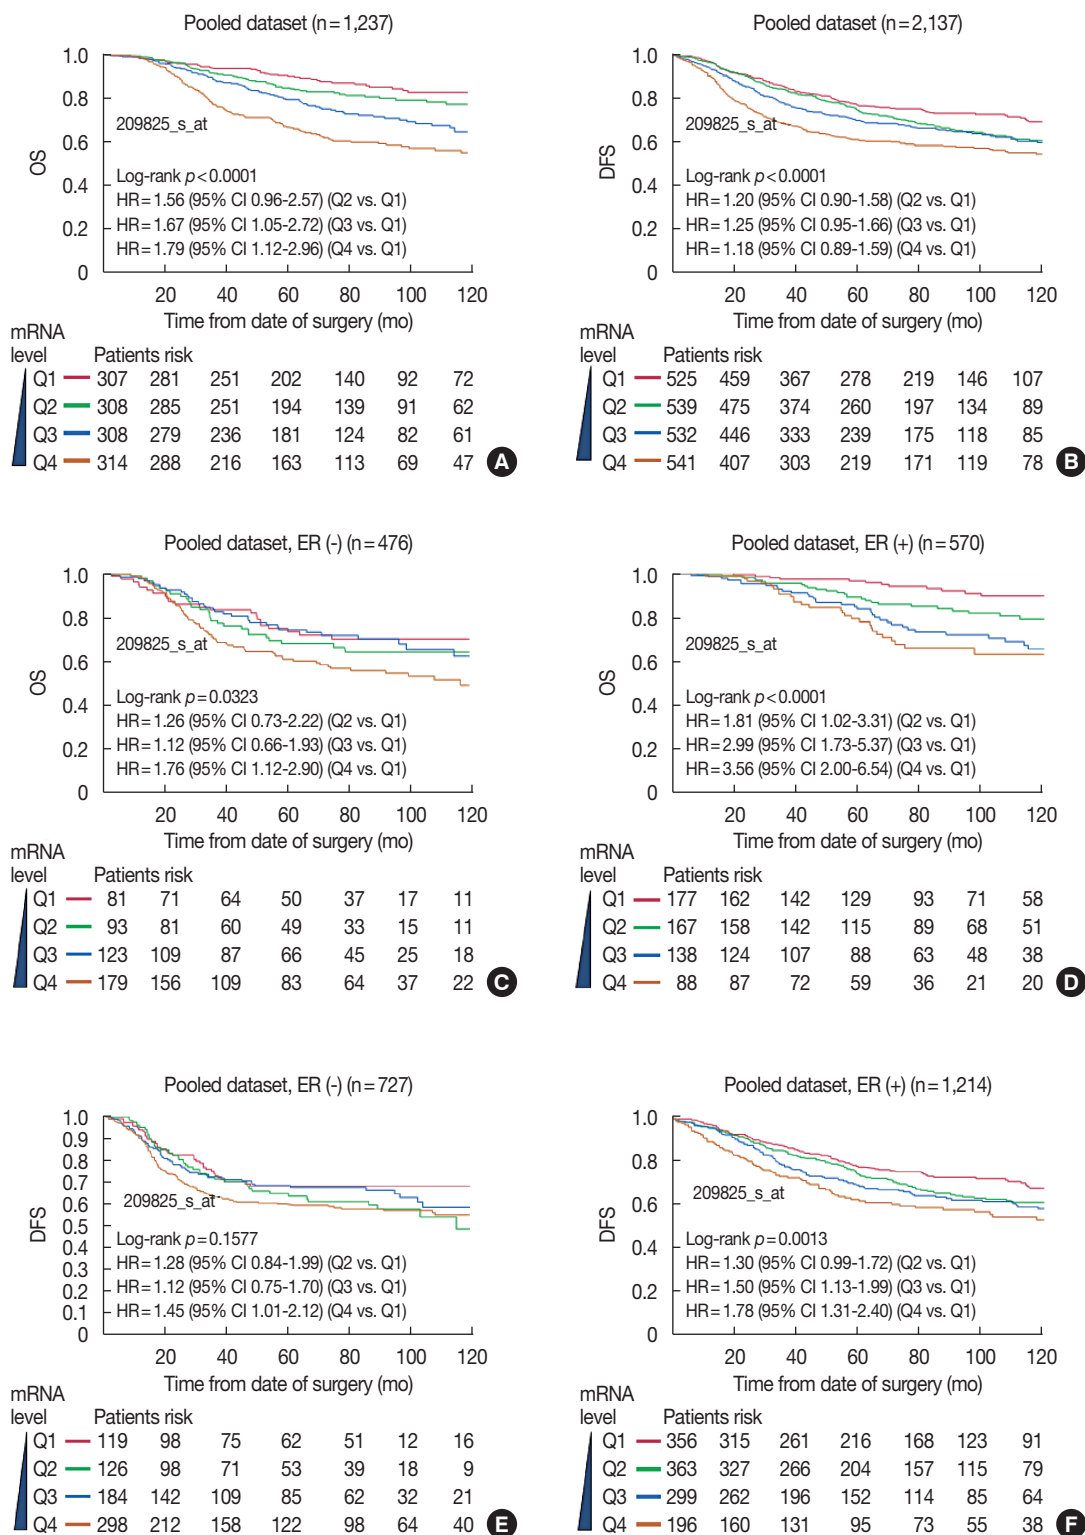 Pooled dataset (n=1,237)
1.0
0.8
0.6
0.4
0.2
0
OS
209825_s_at
Log-rank p<0.0001
HR=1.56 (95% CI 0.96-2.57) (Q2 vs. Q1)
HR=1.67 (95% CI 1.05-2.72) (Q3 vs. Q1)
HR=1.79 (95% CI 1.12-2.96) (Q4 vs. Q1)
20 40 60 80 100 120
Time from date of surgery (mo)
mRNA
level Patients risk
Q1 307 281 251 202 140 92 72
Q2 308 285 251 194 139 91 62
Q3 308 279 236 181 124 82 61
Q4 314 288 216 163 113 69 47
A
Pooled dataset (n=2,137)
1.0
0.8
0.6
0.4
0.2
0
DFS
209825_s_at
Log-rank p<0.0001
HR=1.20 (95% CI 0.90-1.58) (Q2 vs. Q1)
HR=1.25 (95% CI 0.95-1.66) (Q3 vs. Q1)
HR=1.18 (95% CI 0.89-1.59) (Q4 vs. Q1)
20 40 60 80 100 120
Time from date of surgery (mo)
mRNA
level Patients risk
Q1 525 459 367 278 219 146 107
Q2 539 475 374 260 197 134 89
Q3 532 446 333 239 175 118 85
Q4 541 407 303 219 171 119 78
B
Pooled dataset, ER (-) (n=476)
1.0
0.8
0.6
0.4
0.2
0
OS
209825_s_at
Log-rank p=0.0323
HR=1.26 (95% CI 0.73-2.22) (Q2 vs. Q1)
HR=1.12 (95% CI 0.66-1.93) (Q3 vs. Q1)
HR=1.76 (95% CI 1.12-2.90) (Q4 vs. Q1)
20 40 60 80 100 120
Time from date of surgery (mo)
mRNA
level Patients risk
Q1 81 71 64 50 37 17 11
Q2 93 81 60 49 33 15 11
Q3 123 109 87 66 45 25 18
Q4 179 156 109 83 64 37 22
C
Pooled dataset, ER (+) (n=570)
1.0
0.8
0.6
0.4
0.2
0
OS
209825_s_at
Log-rank p<0.0001
HR=1.81 (95% CI 1.02-3.31) (Q2 vs. Q1)
HR=2.99 (95% CI 1.73-5.37) (Q3 vs. Q1)
HR=3.56 (95% CI 2.00-6.54) (Q4 vs. Q1)
20 40 60 80 100 120
Time from date of surgery (mo)
mRNA
level Patients risk
Q1 177 162 142 129 93 71 58
Q2 167 158 142 115 89 68 51
Q3 138 124 107 88 63 48 38
Q4 88 87 72 59 36 21 20
D
Pooled dataset, ER (-) (n=727)
1.0
0.9
0.8
0.7
0.6
0.5
0.4
0.3
0.2
0.1
0
DFS
209825_s_at
Log-rank p=0.1577
HR=1.28 (95% CI 0.84-1.99) (Q2 vs. Q1)
HR=1.12 (95% CI 0.75-1.70) (Q3 vs. Q1)
HR=1.45 (95% CI 1.01-2.12) (Q4 vs. Q1)
20 40 60 80 100 120
Time from date of surgery (mo)
mRNA
level Patients risk
Q1 119 98 75 62 51 12 16
Q2 126 98 71 53 39 18 9
Q3 184 142 109 85 62 32 21
Q4 298 212 158 122 98 64 40
E
Pooled dataset, ER (+) (n=1,214)
1.0
0.8
0.6
0.4
0.2
0
DFS
209825_s_at
Log-rank p=0.0013
HR=1.30 (95% CI 0.99-1.72) (Q2 vs. Q1)
HR=1.50 (95% CI 1.13-1.99) (Q3 vs. Q1)
HR=1.78 (95% CI 1.31-2.40) (Q4 vs. Q1)
20 40 60 80 100 120
Time from date of surgery (mo)
mRNA
level Patients risk
Q1 356 315 261 216 168 123 91
Q2 363 327 266 204 157 115 79
Q3 299 262 196 152 114 85 64
Q4 196 160 131 95 73 55 38
F